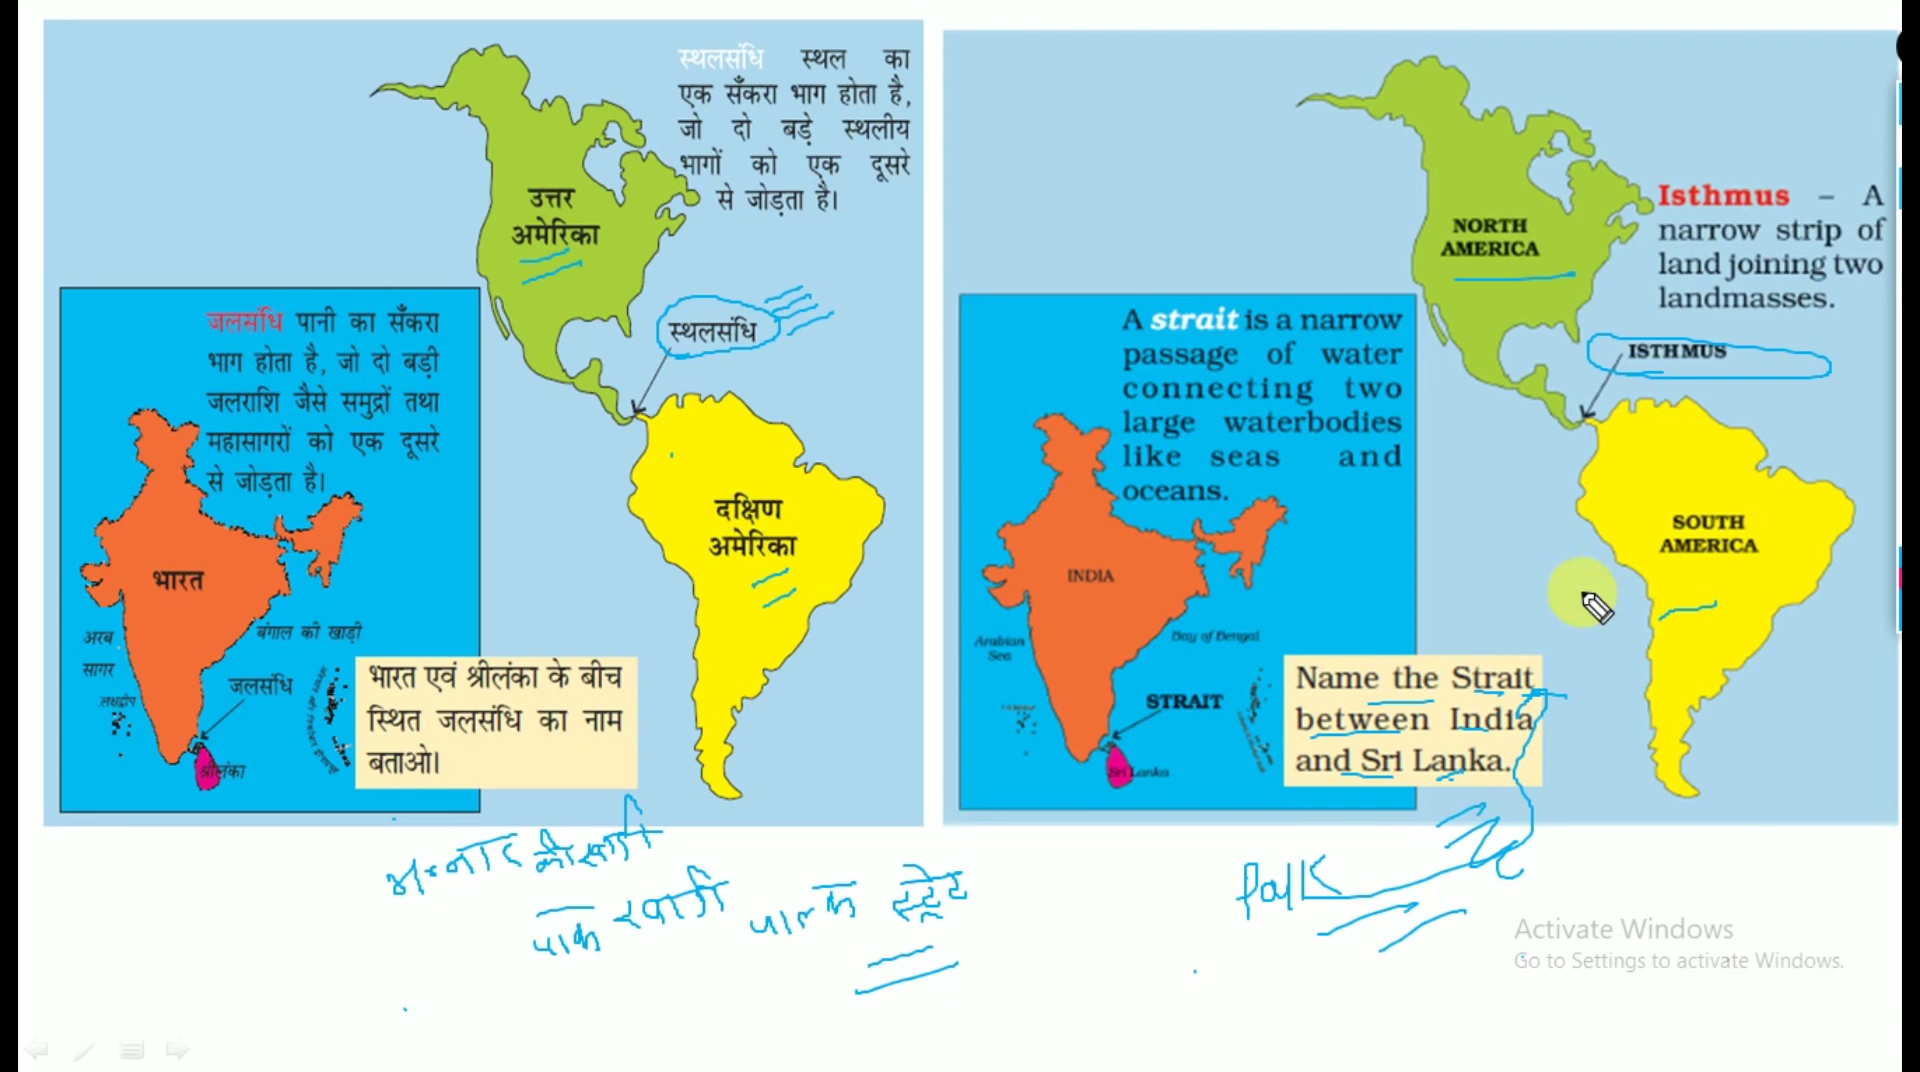 स्थलसंधि स्थल का
एक सँकरा भाग होता है,
जो दो बड़े स्थलीय
भागों को एक दूसरे
से जोड़ता है।
उत्तर
अमेरिका
स्थलसंधि
दक्षिण
अमेरिका
जलसंधि पानी का सँकरा
भाग होता है, जो दो बड़ी
जलराशि जैसे समुद्रों तथा
महासागरों को एक दूसरे
से जोड़ता है।
भारत
अरब
सागर
बंगाल की खाड़ी
लक्षद्वीप
जलसंधि
श्रीलंका
भारत एवं श्रीलंका के बीच
स्थित जलसंधि का नाम
बताओ।
NORTH
AMERICA
Isthmus – A
narrow strip of
land joining two
landmasses.
ISTHMUS
SOUTH
AMERICA
A strait is a narrow
passage of water
connecting two
large waterbodies
like seas and
oceans.
INDIA
Arabian
Sea
Bay of Bengal
STRAIT
Sri Lanka
Name the Strait
between India
and Sri Lanka.
मन्नार की खाड़ी
पाक खाड़ी
पाल्क स्ट्रेट
Palk
Activate Windows
Go to Settings to activate Windows.